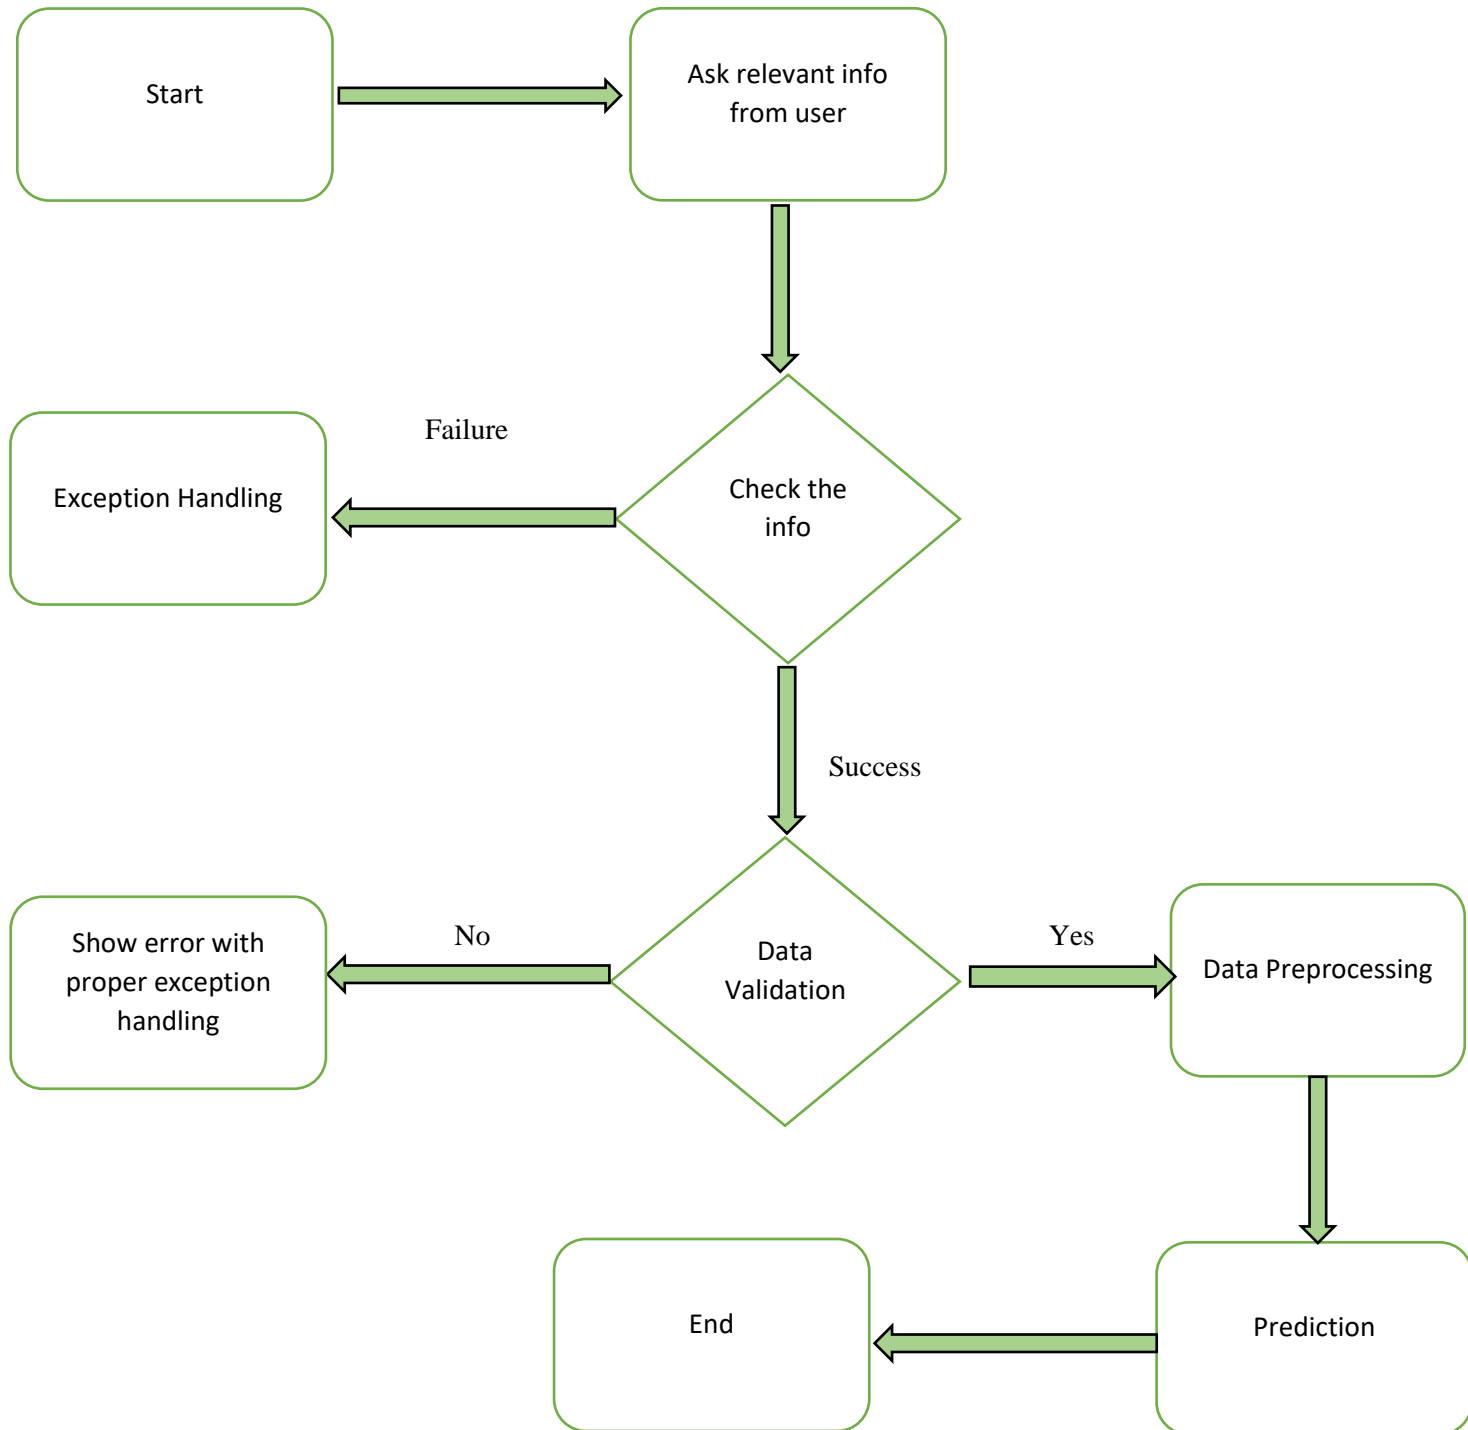 Start
Ask relevant info
from user
Failure
Exception Handling
Check the
info
Success
No
Yes
Show error with
proper exception
handling
Data
Validation
Data Preprocessing
End
Prediction